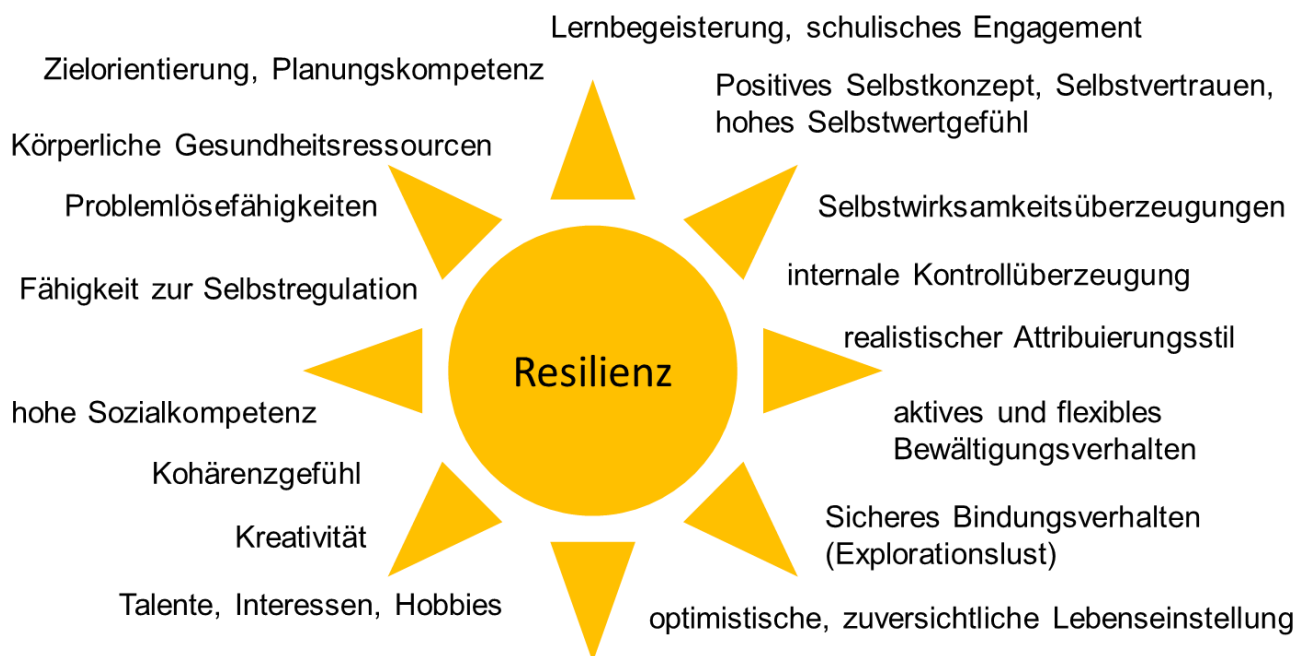 Lernbegeisterung, schulisches Engagement
Zielorientierung, Planungskompetenz
Positives Selbstkonzept, Selbstvertrauen,
hohes Selbstwertgefühl
Körperliche Gesundheitsressourcen
Problemlösefähigkeiten
Selbstwirksamkeitsüberzeugungen
internale Kontrollüberzeugung
Fähigkeit zur Selbstregulation
realistischer Attribuierungsstil
Resilienz
hohe Sozialkompetenz
aktives und flexibles
Bewältigungsverhalten
Kohärenzgefühl
Sicheres Bindungsverhalten
(Explorationslust)
Kreativität
Talente, Interessen, Hobbies
optimistische, zuversichtliche Lebenseinstellung